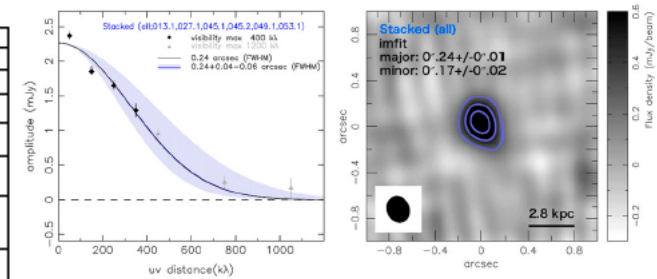 Stacked (all;013.1,027.1,045.1,045.2,049.1,053.1)
visibility max 400 kλ
visibility max 1200 kλ
0.24 arcsec (FWHM)
0.24+0.04-0.06 arcsec (FWHM)
amplitude (mJy)
2.5
2
1.5
1
0.5
0
-0.5
0 200 400 600 800 1000
uv distance(kλ)
Stacked (all)
imfit
major: 0".24+/-0".01
minor: 0".17+/-0".02
2.8 kpc
arcsec
0.8
0.4
0
-0.4
-0.8
-0.8 -0.4 0 0.4 0.8
arcsec
0.6
0.4
0.2
0
-0.2
Flux density (mJy/beam)